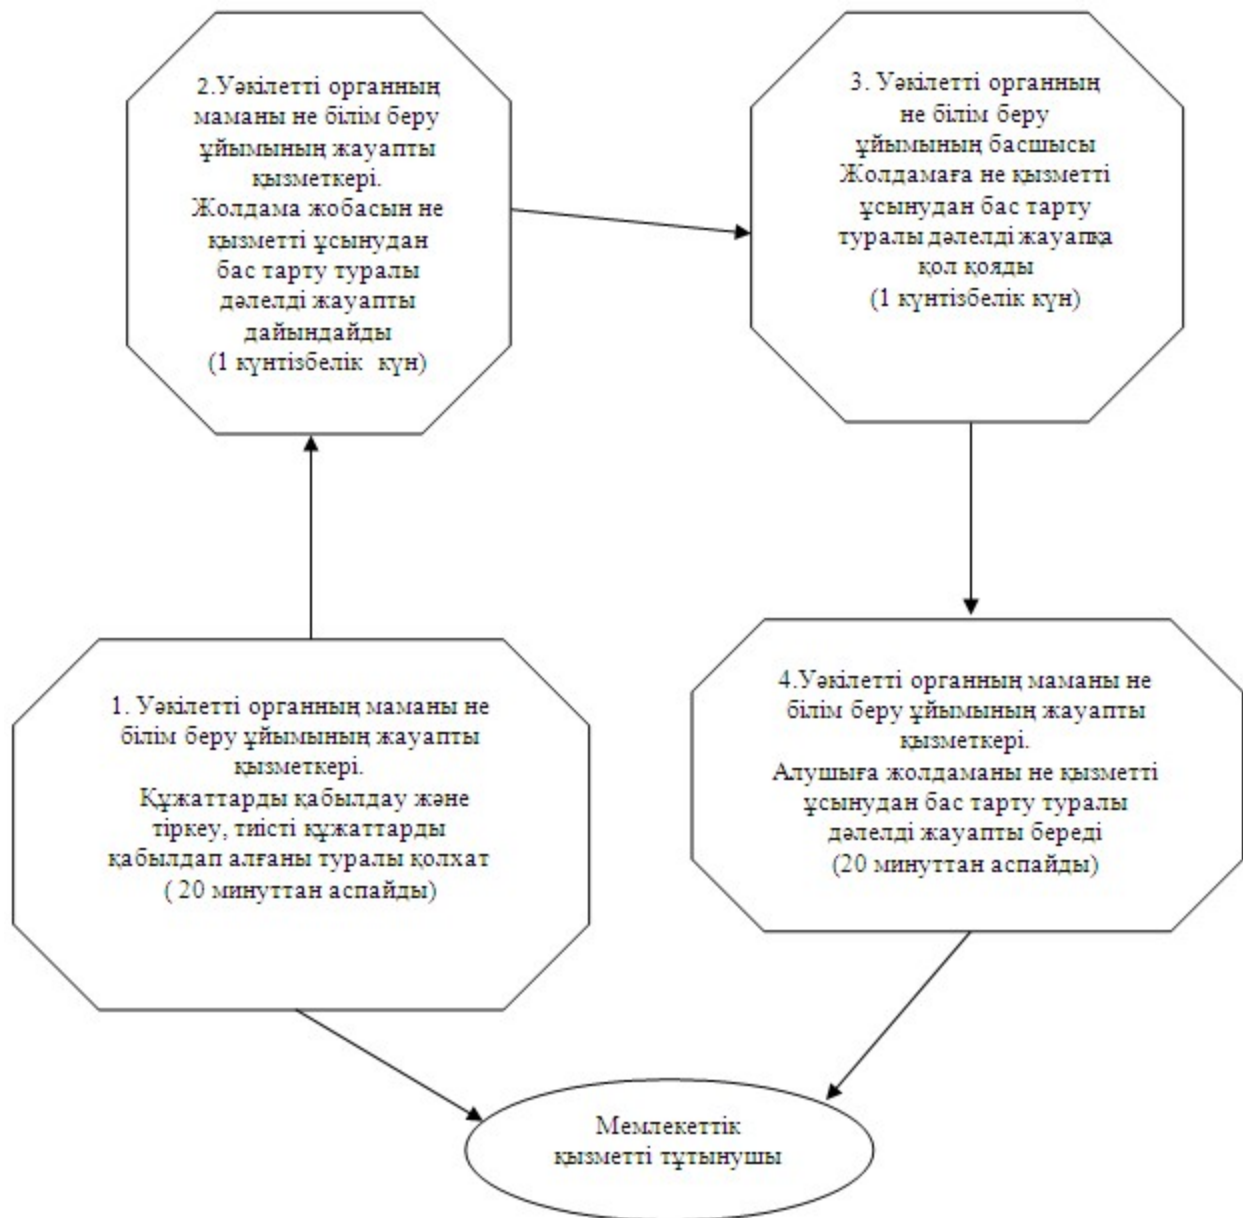 2.Уәкілетті органның
маманы не білім беру
ұйымының жауапты
қызметкері.
Жолдама жобасын не
қызметті ұсынудан
бас тарту туралы
дәлелді жауапты
дайындайды
(1 күнтізбелік күн)
3. Уәкілетті органның
не білім беру
ұйымының басшысы
Жолдамаға не қызметті
ұсынудан бас тарту
туралы дәлелді жауапқа
қол қояды
(1 күнтізбелік күн)
1. Уәкілетті органның маманы не
білім беру ұйымының жауапты
қызметкері.
Құжаттарды қабылдау және
тіркеу, тиісті құжаттарды
қабылдап алғаны туралы қолхат
( 20 минуттан аспайды)
4.Уәкілетті органның маманы не
білім беру ұйымының жауапты
қызметкері.
Алушыға жолдаманы не қызметті
ұсынудан бас тарту туралы
дәлелді жауапты береді
(20 минуттан аспайды)
Мемлекеттік
қызметті тұтынушы